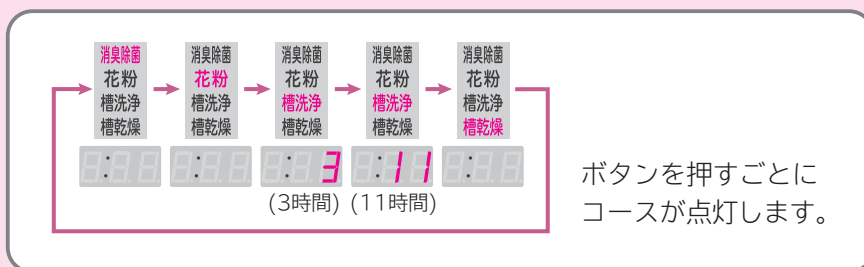 消臭除菌
花粉
槽洗浄
槽乾燥
消臭除菌
花粉
槽洗浄
槽乾燥
消臭除菌
花粉
槽洗浄
槽乾燥
3
(3時間)
消臭除菌
花粉
槽洗浄
槽乾燥
11
(11時間)
消臭除菌
花粉
槽洗浄
槽乾燥
ボタンを押すごとに
コースが点灯します。